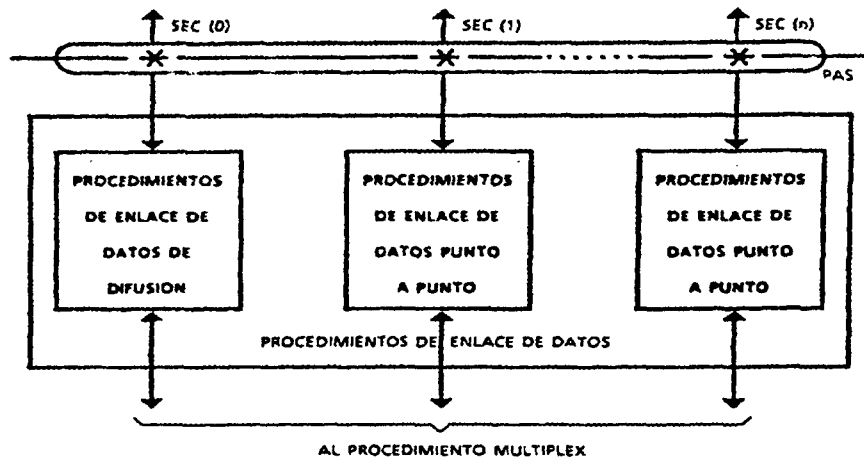 SEC (0)
SEC (1)
SEC (n)
PAS
PROCEDIMIENTOS
DE ENLACE DE
DATOS DE
DIFUSION
PROCEDIMIENTOS
DE ENLACE DE
DATOS PUNTO
A PUNTO
PROCEDIMIENTOS
DE ENLACE DE
DATOS PUNTO
A PUNTO
PROCEDIMIENTOS DE ENLACE DE DATOS
AL PROCEDIMIENTO MULTIPLEX